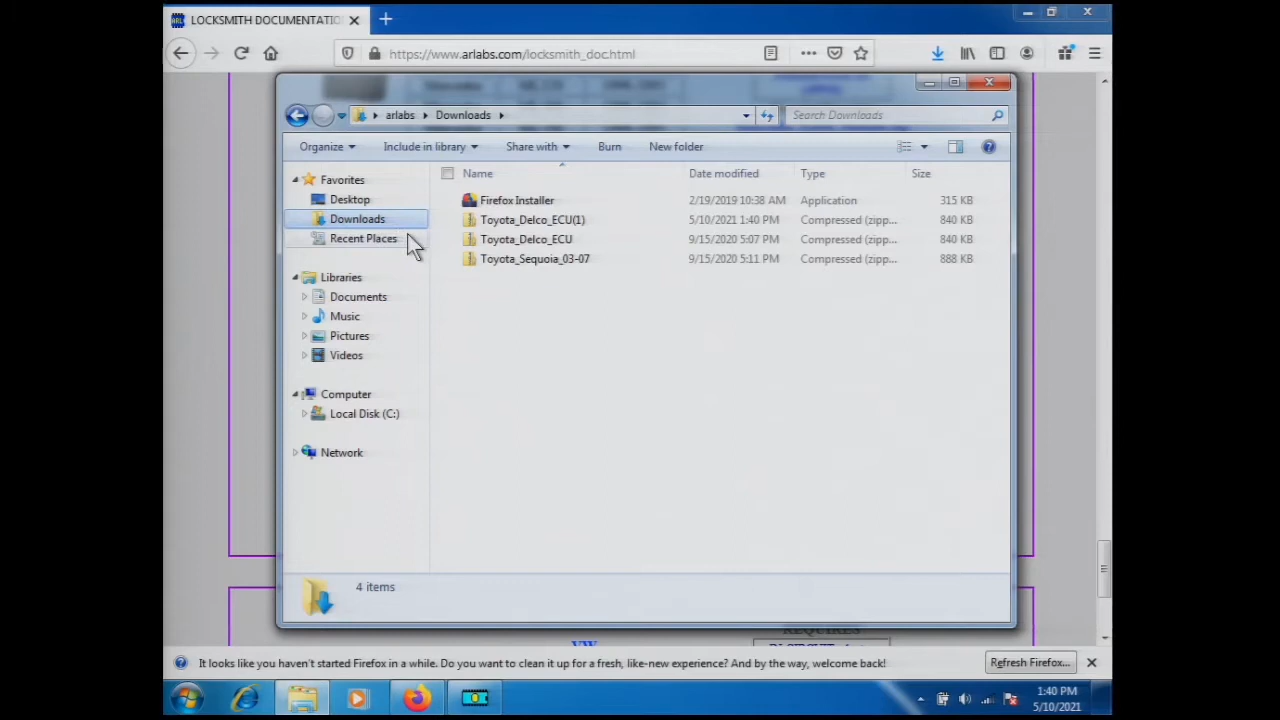 LOCKSMITH DOCUMENTATIO
https://www.arlabs.com/locksmith_doc.html
arlabs Downloads
Search Downloads
Organize Include in library Share with Burn New folder
Name Date modified Type Size
Favorites
Desktop
Downloads
Recent Places
Libraries
Documents
Music
Pictures
Videos
Computer
Local Disk (C:)
Network
Firefox Installer 2/19/2019 10:38 AM Application 315 KB
Toyota_Delco_ECU(1) 5/10/2021 1:40 PM Compressed (zipp... 840 KB
Toyota_Delco_ECU 9/15/2020 5:07 PM Compressed (zipp... 840 KB
Toyota_Sequoia_03-07 9/15/2020 5:11 PM Compressed (zipp... 888 KB
4 items
REQUIRES
VW
It looks like you haven't started Firefox in a while. Do you want to clean it up for a fresh, like-new experience? And by the way, welcome back!
Refresh Firefox...
1:40 PM
5/10/2021